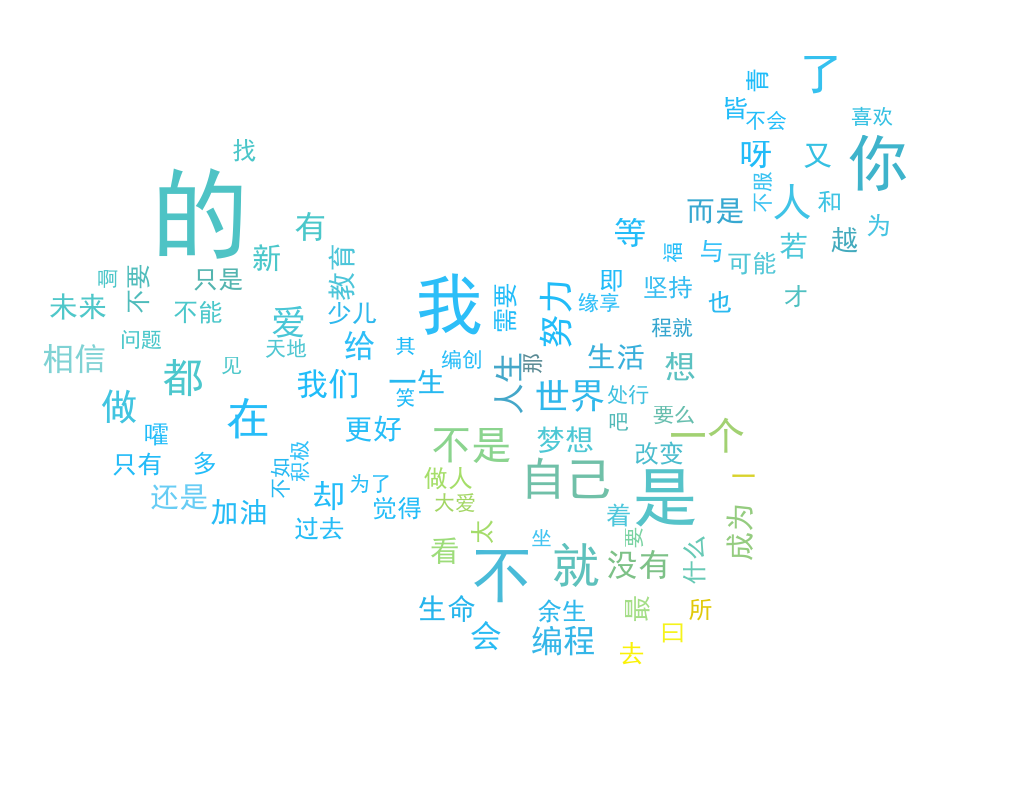 了
青
皆
不会
喜欢
找
呀
又
你
的
不服
人
和
而是
有
等
为
越
若
新
与
福
可能
教育
啊
不要
只是
即
坚持
才
未来
不能
爱
少儿
我
需要
努力
缘享
也
程就
问题
天地
给
其
相信
见
编创
那
生活
想
都
我们
一生
人生
世界
处行
做
笑
在
要么
吧
嚯
更好
不是
梦想
一个
改变
只有
多
积极
不如
做人
自己
一
还是
却
为了
大爱
是
加油
觉得
着
过去
太
坐
要
成为
看
不
就
没有
什么
生命
余生
最
所
会
编程
曰
去